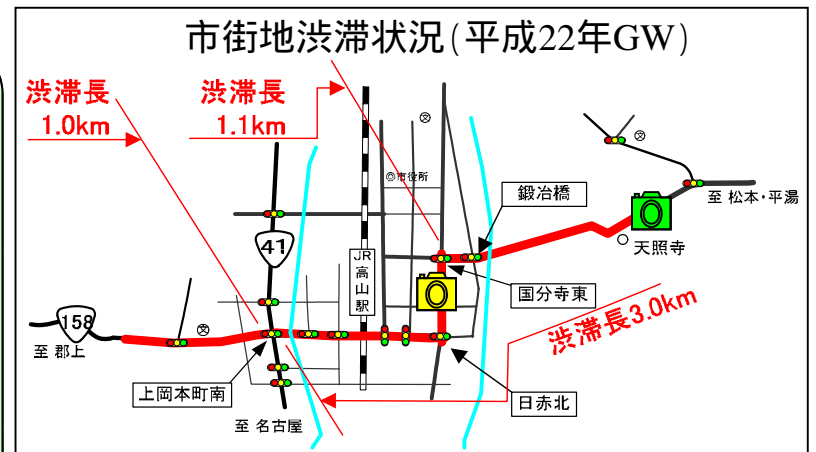 市街地渋滞状況(平成22年GW)
渋滞長
1.0km
渋滞長
1.1km
◎市役所
鍛冶橋
至 松本・平湯
天照寺
41
JR高山駅
国分寺東
渋滞長3.0km
158
至 郡上
上岡本町南
日赤北
至 名古屋